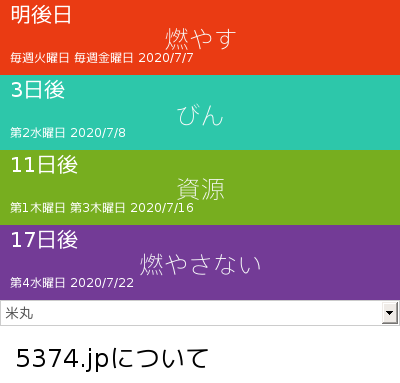 明後日
燃やす
毎週火曜日 毎週金曜日 2020/7/7
3日後
びん
第2水曜日 2020/7/8
11日後
資源
第1木曜日 第3木曜日 2020/7/16
17日後
燃やさない
第4水曜日 2020/7/22
米丸
5374.jpについて